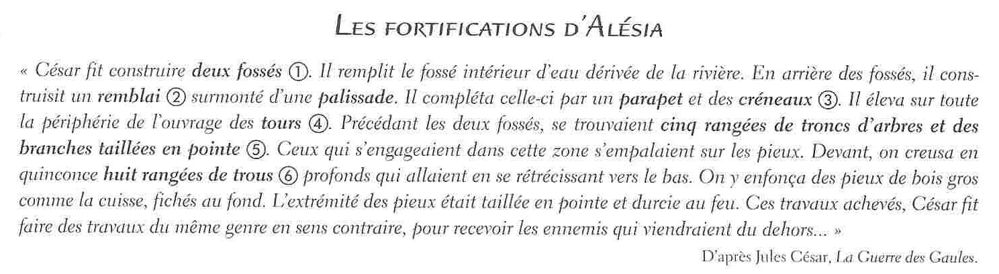 LES FORTIFICATIONS D'ALÉSIA
« César fit construire deux fossés ①. Il remplit le fossé intérieur d'eau dérivée de la rivière. En arrière des fossés, il cons-
truisit un remblai ② surmonté d'une palissade. Il compléta celle-ci par un parapet et des créneaux ③. Il éleva sur toute
la périphérie de l'ouvrage des tours ④. Précédant les deux fossés, se trouvaient cinq rangées de troncs d'arbres et des
branches taillées en pointe ⑤. Ceux qui s'engageaient dans cette zone s'empalaient sur les pieux. Devant, on creusa en
quinconce huit rangées de trous ⑥ profonds qui allaient en se rétrécissant vers le bas. On y enfonça des pieux de bois gros
comme la cuisse, fichés au fond. L'extrémité des pieux était taillée en pointe et durcie au feu. Ces travaux achevés, César fit
faire des travaux du même genre en sens contraire, pour recevoir les ennemis qui viendraient du dehors... »
D'après Jules César, La Guerre des Gaules.